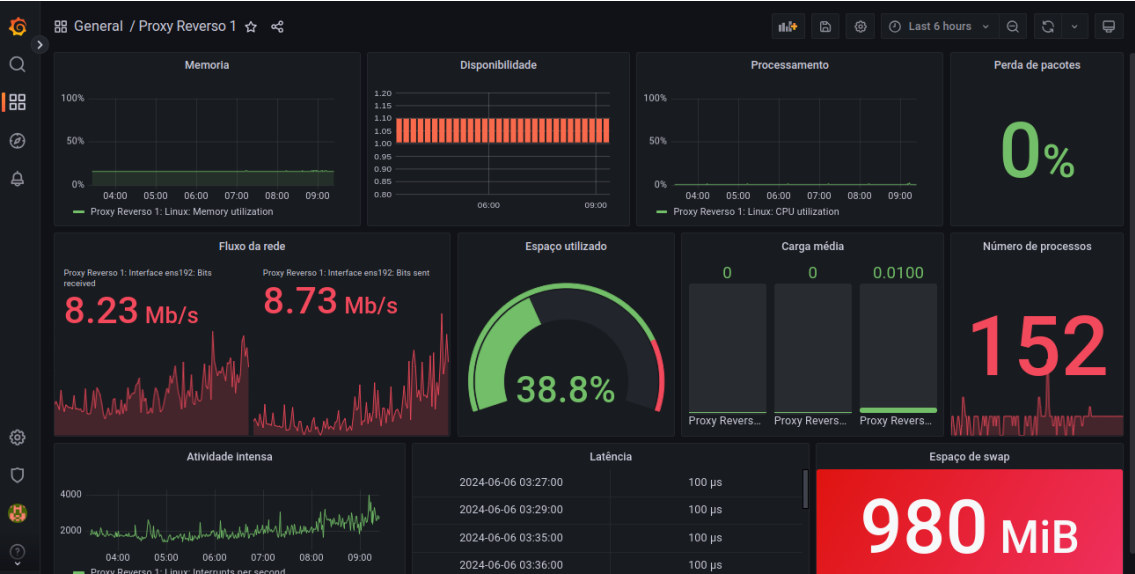 General / Proxy Reverso 1
Last 6 hours
Memoria
100%
50%
0%
04:00 05:00 06:00 07:00 08:00 09:00
Proxy Reverso 1: Linux: Memory utilization
Disponibilidade
1.20
1.15
1.10
1.05
1.00
0.95
0.90
0.85
0.80
06:00 09:00
Processamento
100%
50%
0%
04:00 05:00 06:00 07:00 08:00 09:00
Proxy Reverso 1: Linux: CPU utilization
Perda de pacotes
0%
Fluxo da rede
Proxy Reverso 1: Interface ens192: Bits
received
8.23 Mb/s
Proxy Reverso 1: Interface ens192: Bits sent
8.73 Mb/s
Espaço utilizado
38.8%
Carga média
0 0 0.0100
Proxy Revers... Proxy Revers... Proxy Revers...
Número de processos
152
Atividade intensa
4000
2000
04:00 05:00 06:00 07:00 08:00 09:00
Proxy Reverso 1: Linux: Interrupts per second
Latência
2024-06-06 03:27:00 100 µs
2024-06-06 03:29:00 100 µs
2024-06-06 03:35:00 100 µs
2024-06-06 03:36:00 100 µs
Espaço de swap
980 MiB